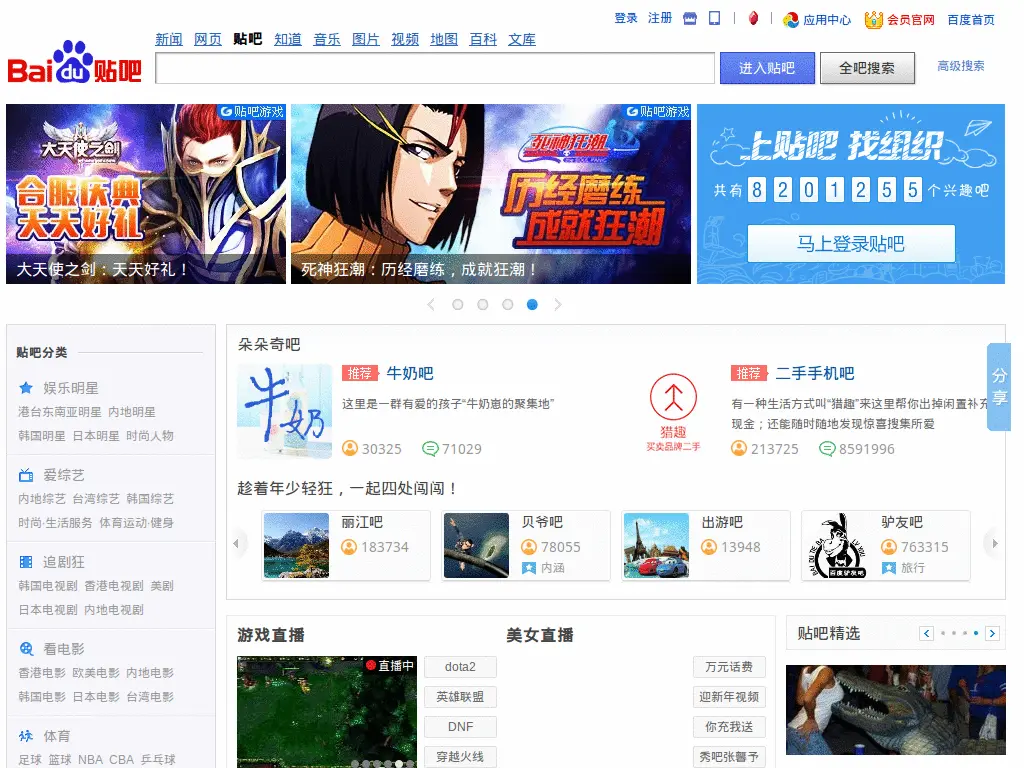 登录 注册 应用中心 会员官网 百度首页
新闻 网页 贴吧 知道 音乐 图片 视频 地图 百科 文库
Bai du 贴吧
进入贴吧 全吧搜索 高级搜索
贴吧游戏
大天使之剑
合服庆典
天天好礼
大天使之剑：天天好礼！
贴吧游戏
死神狂潮
历经磨练
成就狂潮
死神狂潮：历经磨练，成就狂潮！
上贴吧 找组织
共有 8 2 0 1 2 5 5 个兴趣吧
马上登录贴吧
贴吧分类
娱乐明星
港台东南亚明星 内地明星
韩国明星 日本明星 时尚人物
爱综艺
内地综艺 台湾综艺 韩国综艺
时尚·生活服务 体育运动·健身
追剧狂
韩国电视剧 香港电视剧 美剧
日本电视剧 内地电视剧
看电影
香港电影 欧美电影 内地电影
韩国电影 日本电影 台湾电影
体育
足球 篮球 NBA CBA 乒乓球
朵朵奇吧
牛奶
推荐 牛奶吧
这里是一群有爱的孩子“牛奶崽的聚集地”
30325 71029
猎趣
买卖品牌二手
推荐 二手手机吧
有一种生活方式叫“猎趣”来这里帮你出掉闲置补充
现金；还能随时随地发现惊喜搜集所爱
213725 8591996
分享
趁着年少轻狂，一起四处闯闯！
丽江吧
183734
贝爷吧
78055
内涵
出游吧
13948
驴友吧
763315
旅行
百度驴友吧
游戏直播
直播中
dota2
英雄联盟
DNF
穿越火线
美女直播
万元话费
迎新年视频
你充我送
秀吧张馨予
贴吧精选